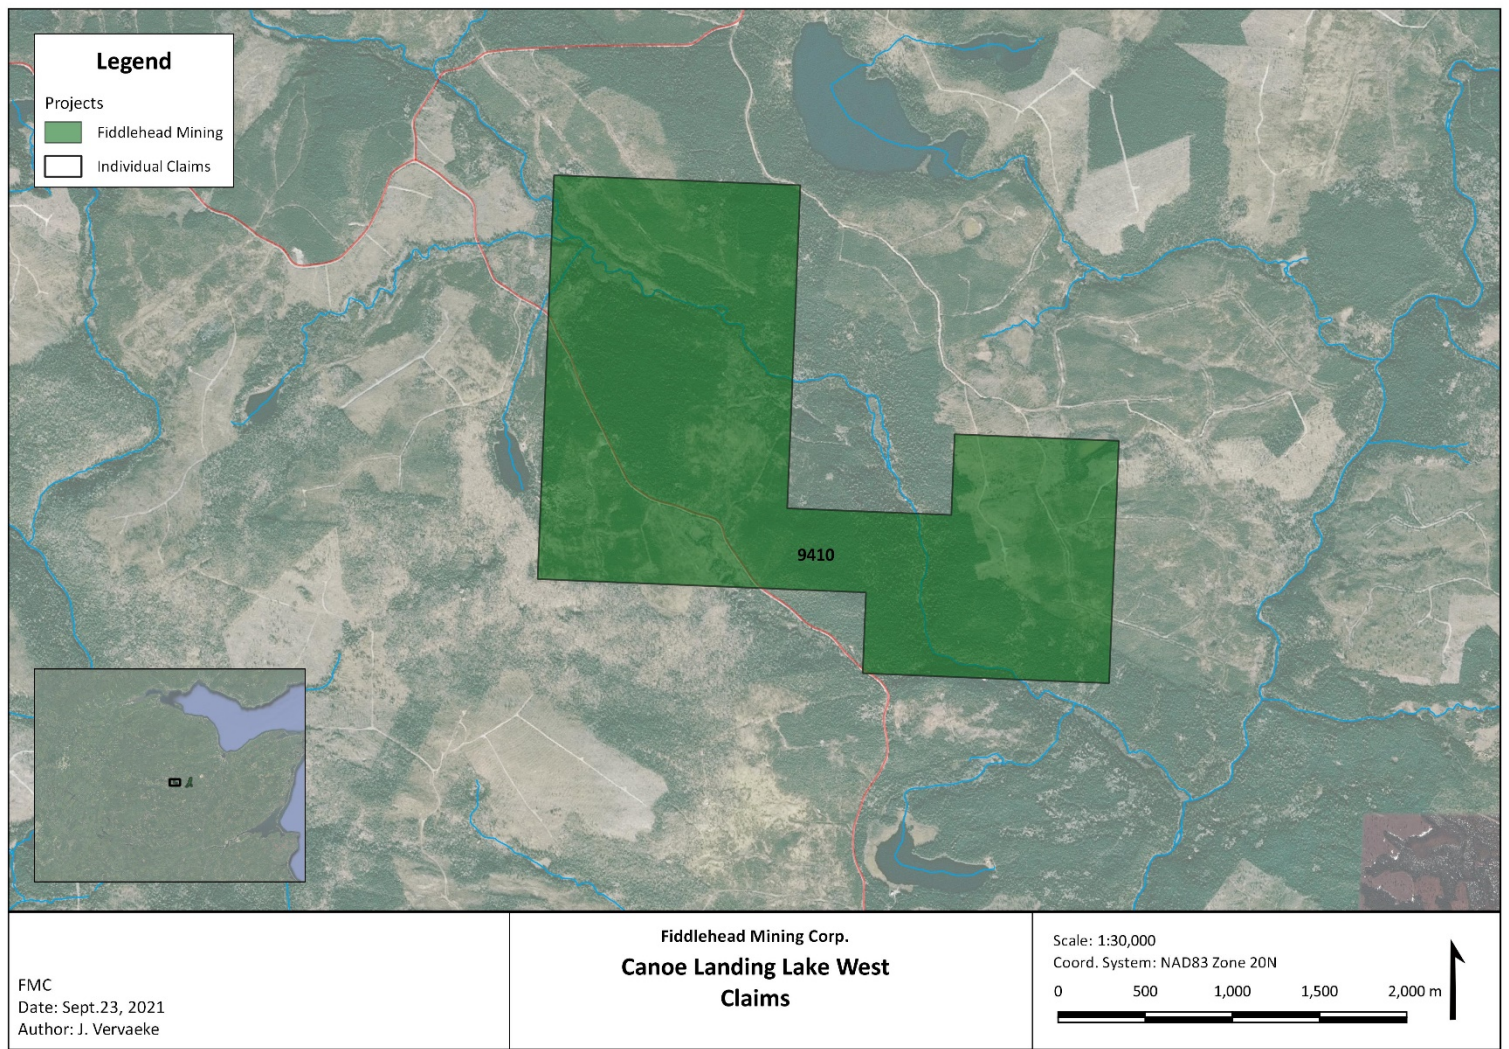 Legend
Projects
Fiddlehead Mining
Individual Claims
9410
FMC
Date: Sept.23, 2021
Author: J. Vervaeke
Fiddlehead Mining Corp.
Canoe Landing Lake West
Claims
Scale: 1:30,000
Coord. System: NAD83 Zone 20N
0 500 1,000 1,500 2,000 m